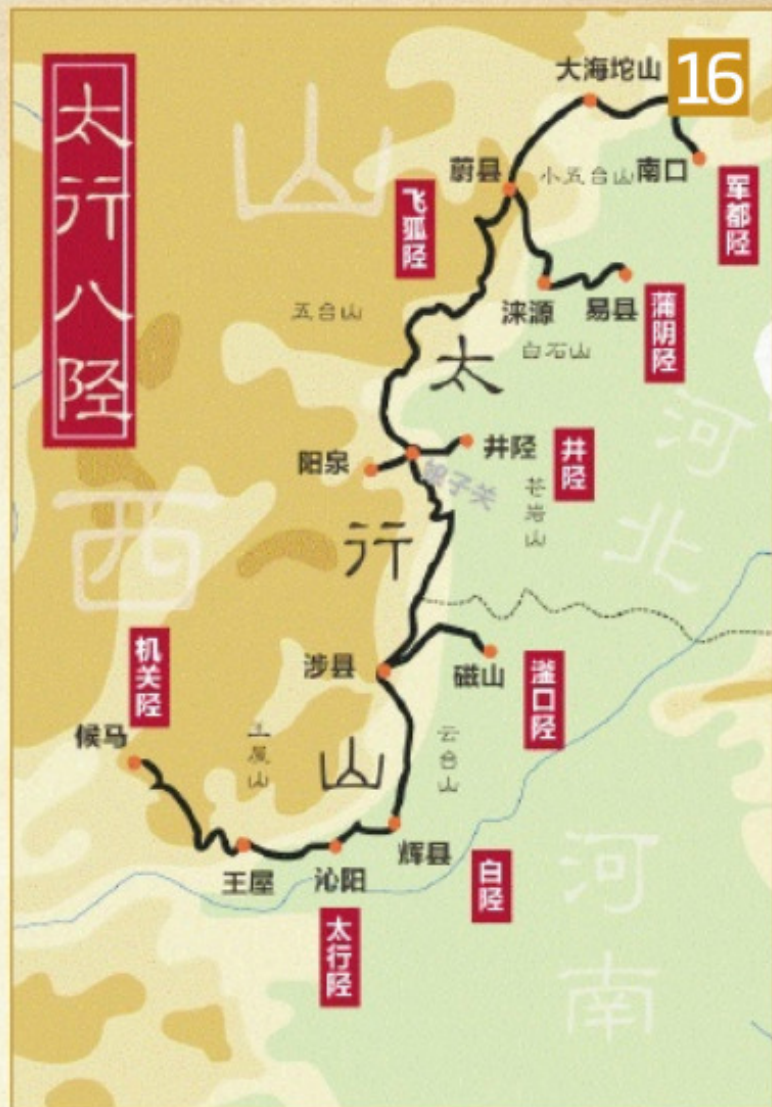 太行八陉
16
大海坨山
山
蔚县
小五台山
南口
飞狐陉
军都陉
五台山
涞源
易县
蒲阴陉
太
白石山
河北
阳泉
井陉
井陉
娘子关
苍岩山
西
行
机关陉
涉县
磁山
滏口陉
候马
王屋山
山
云台山
王屋
沁阳
辉县
白陉
太行陉
河南